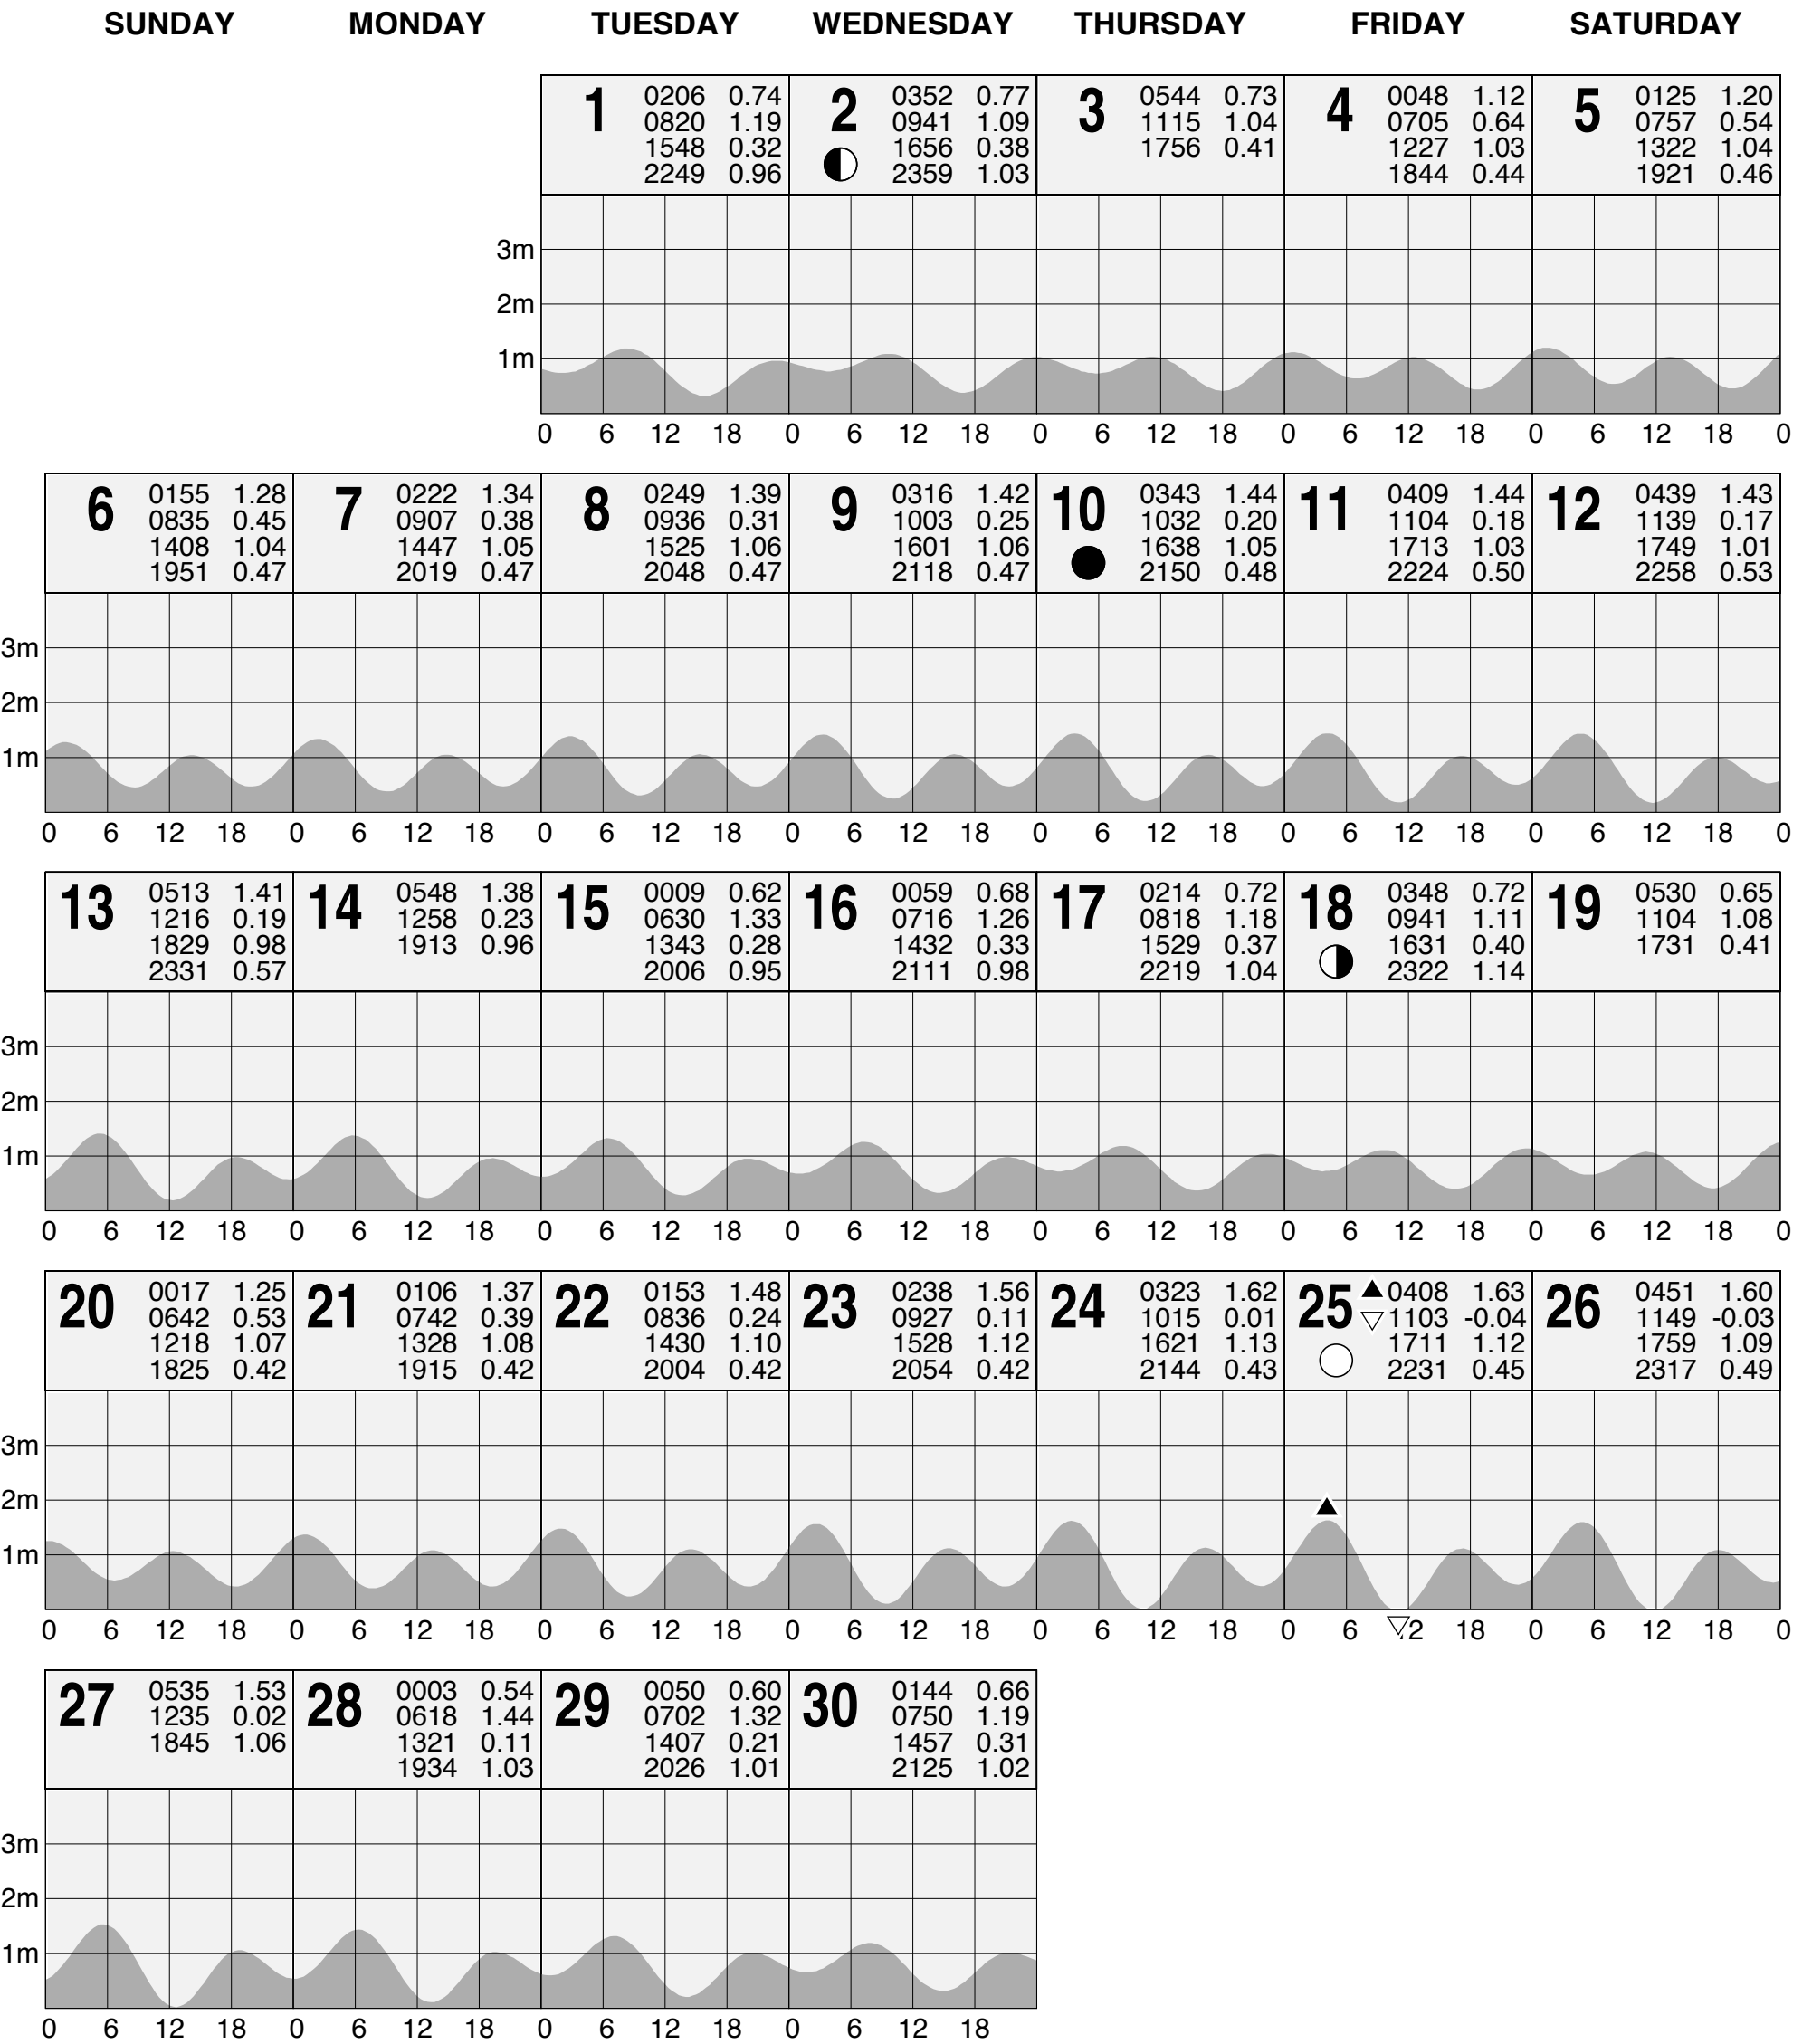 SUNDAY MONDAY TUESDAY WEDNESDAY THURSDAY FRIDAY SATURDAY
1 0206 0.74
0820 1.19
1548 0.32
2249 0.96
2 0352 0.77
0941 1.09
1656 0.38
2359 1.03
3 0544 0.73
1115 1.04
1756 0.41
4 0048 1.12
0705 0.64
1227 1.03
1844 0.44
5 0125 1.20
0757 0.54
1322 1.04
1921 0.46
3m
2m
1m
0 6 12 18 0 6 12 18 0 6 12 18 0 6 12 18 0 6 12 18 0
6 0155 1.28
0835 0.45
1408 1.04
1951 0.47
7 0222 1.34
0907 0.38
1447 1.05
2019 0.47
8 0249 1.39
0936 0.31
1525 1.06
2048 0.47
9 0316 1.42
1003 0.25
1601 1.06
2118 0.47
10 0343 1.44
1032 0.20
1638 1.05
2150 0.48
11 0409 1.44
1104 0.18
1713 1.03
2224 0.50
12 0439 1.43
1139 0.17
1749 1.01
2258 0.53
3m
2m
1m
0 6 12 18 0 6 12 18 0 6 12 18 0 6 12 18 0 6 12 18 0 6 12 18 0 6 12 18 0
13 0513 1.41
1216 0.19
1829 0.98
2331 0.57
14 0548 1.38
1258 0.23
1913 0.96
15 0009 0.62
0630 1.33
1343 0.28
2006 0.95
16 0059 0.68
0716 1.26
1432 0.33
2111 0.98
17 0214 0.72
0818 1.18
1529 0.37
2219 1.04
18 0348 0.72
0941 1.11
1631 0.40
2322 1.14
19 0530 0.65
1104 1.08
1731 0.41
3m
2m
1m
0 6 12 18 0 6 12 18 0 6 12 18 0 6 12 18 0 6 12 18 0 6 12 18 0 6 12 18 0
20 0017 1.25
0642 0.53
1218 1.07
1825 0.42
21 0106 1.37
0742 0.39
1328 1.08
1915 0.42
22 0153 1.48
0836 0.24
1430 1.10
2004 0.42
23 0238 1.56
0927 0.11
1528 1.12
2054 0.42
24 0323 1.62
1015 0.01
1621 1.13
2144 0.43
25 0408 1.63
1103 -0.04
1711 1.12
2231 0.45
26 0451 1.60
1149 -0.03
1759 1.09
2317 0.49
3m
2m
1m
0 6 12 18 0 6 12 18 0 6 12 18 0 6 12 18 0 6 12 18 0 6 12 18 0 6 12 18 0
27 0535 1.53
1235 0.02
1845 1.06
28 0003 0.54
0618 1.44
1321 0.11
1934 1.03
29 0050 0.60
0702 1.32
1407 0.21
2026 1.01
30 0144 0.66
0750 1.19
1457 0.31
2125 1.02
3m
2m
1m
0 6 12 18 0 6 12 18 0 6 12 18 0 6 12 18